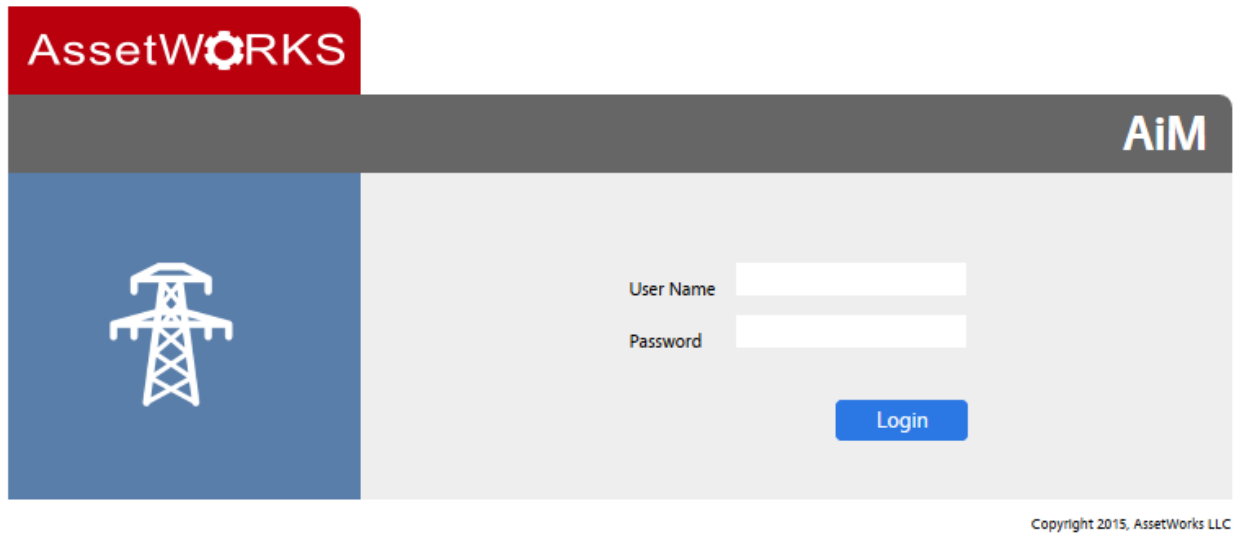 AssetWORKS
AiM
User Name
Password
Login
Copyright 2015, AssetWorks LLC